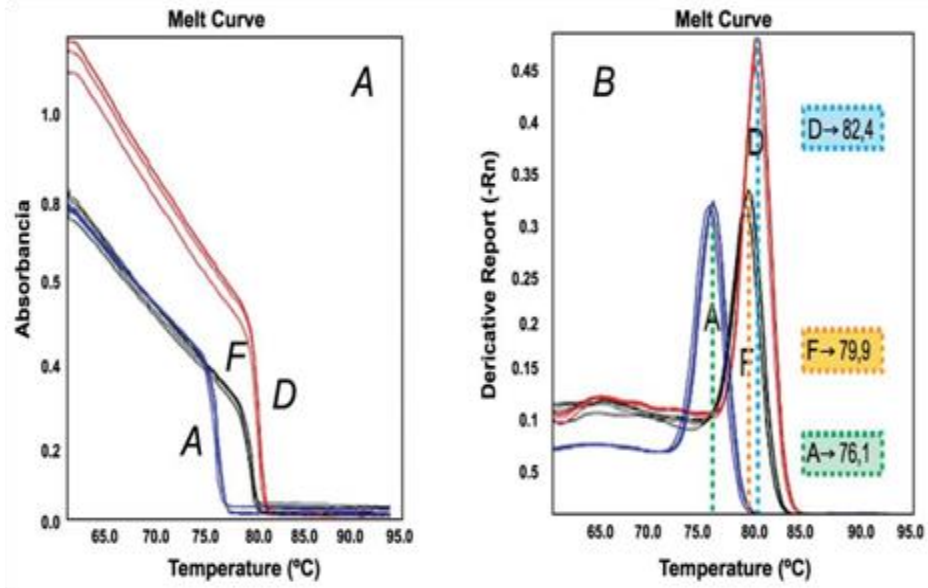 Melt Curve
A
Absorbancia
1.0
0.8
0.5
0.4
0.2
0.0
F
D
A
65.0 70.0 75.0 80.0 85.0 90.0 95.0
Temperature (ºC)
Melt Curve
B
Dericative Report (-Rn)
0.45
0.4
0.35
0.3
0.25
0.2
0.15
0.1
0.5
D
A
F
D→82,4
F→79,9
A→76,1
65.0 70.0 75.0 80.0 85.0 90.0 95.0
Temperature (ºC)